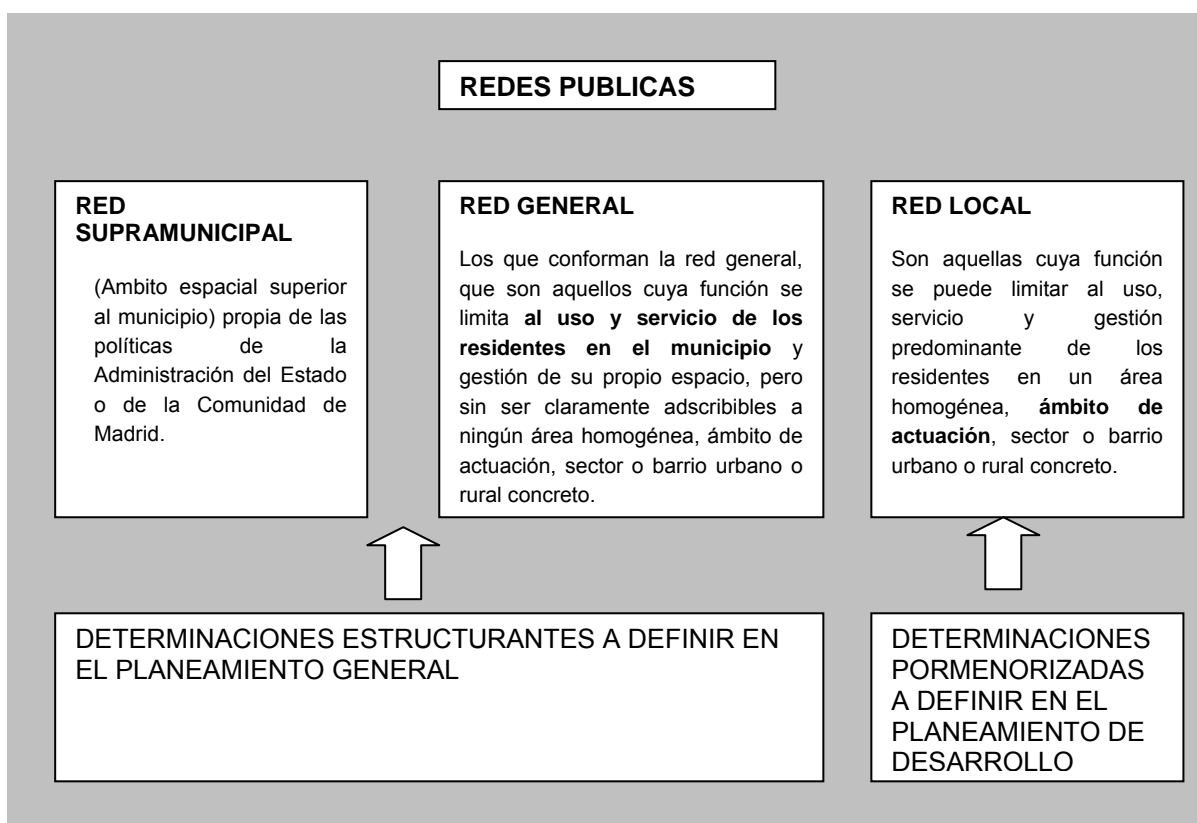 REDES PUBLICAS
RED
SUPRAMUNICIPAL
(Ambito espacial superior
al municipio) propia de las
políticas de la
Administración del Estado
o de la Comunidad de
Madrid.
RED GENERAL
Los que conforman la red general,
que son aquellos cuya función se
limita al uso y servicio de los
residentes en el municipio y
gestión de su propio espacio, pero
sin ser claramente adscribibles a
ningún área homogénea, ámbito de
actuación, sector o barrio urbano o
rural concreto.
RED LOCAL
Son aquellas cuya función
se puede limitar al uso,
servicio y gestión
predominante de los
residentes en un área
homogénea, ámbito de
actuación, sector o barrio
urbano o rural concreto.
DETERMINACIONES ESTRUCTURANTES A DEFINIR EN
EL PLANEAMIENTO GENERAL
DETERMINACIONES
PORMENORIZADAS
A DEFINIR EN EL
PLANEAMIENTO DE
DESARROLLO